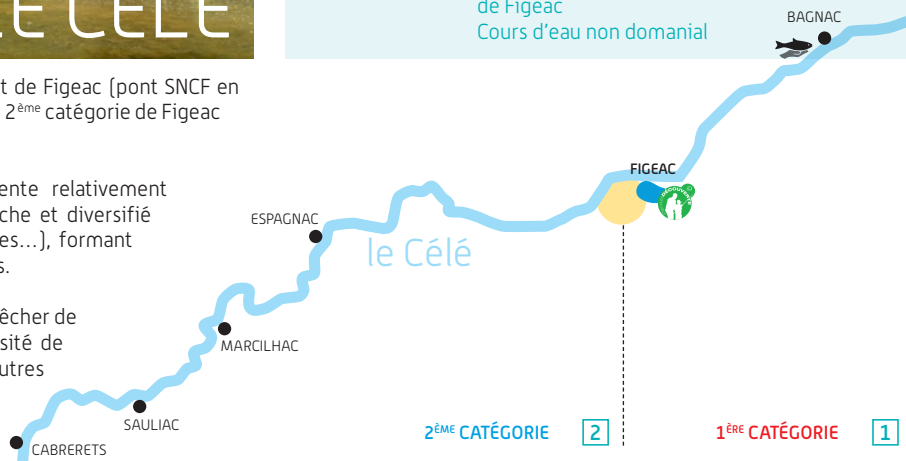 LE CÉLÉ
de Figeac
Cours d'eau non domanial
t de Figeac (pont SNCF en
2ème catégorie de Figeac
ente relativement
che et diversifié
es...), formant
s.
êcher de
sité de
utres
BAGNAC
FIGEAC
DÉCOUVERTE
ESPAGNAC
le Célé
MARCILHAC
SAULIAC
CABRERETS
2ÈME CATÉGORIE 2
1ÈRE CATÉGORIE 1